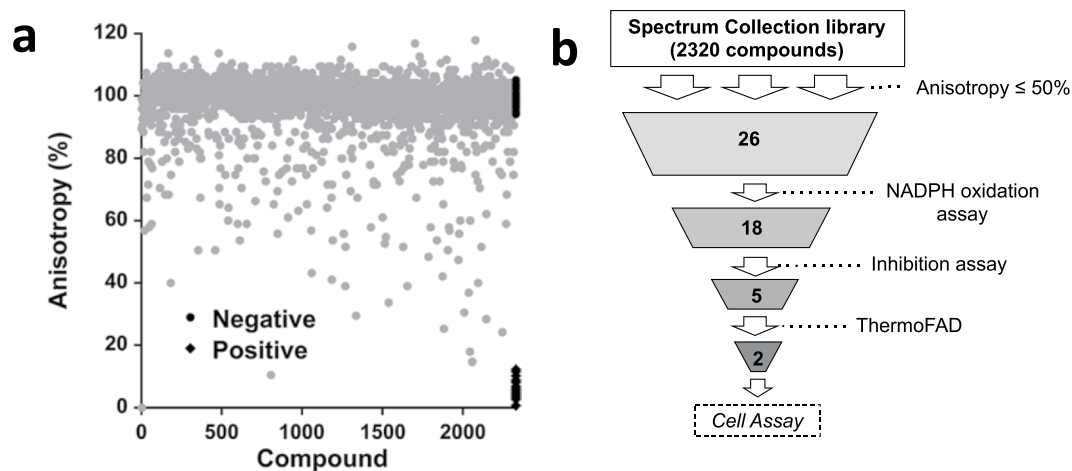 a
120
100
80
60
40
20
0
Anisotropy (%)
Negative
Positive
0
500
1000
1500
2000
Compound
b
Spectrum Collection library
(2320 compounds)
Anisotropy ≤ 50%
26
NADPH oxidation
assay
18
Inhibition assay
5
ThermoFAD
2
Cell Assay